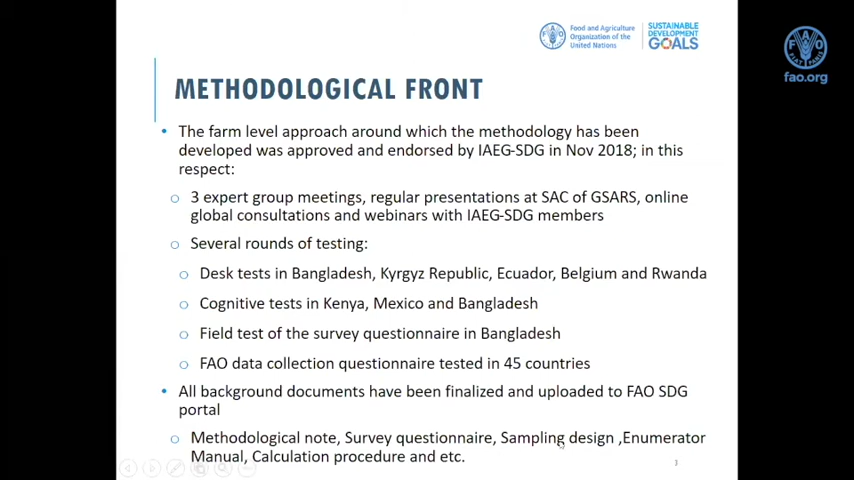 Food and Agriculture
Organization of the
United Nations
SUSTAINABLE
DEVELOPMENT
GOALS
fao.org
METHODOLOGICAL FRONT
• The farm level approach around which the methodology has been
developed was approved and endorsed by IAEG-SDG in Nov 2018; in this
respect:
o 3 expert group meetings, regular presentations at SAC of GSARS, online
global consultations and webinars with IAEG-SDG members
o Several rounds of testing:
o Desk tests in Bangladesh, Kyrgyz Republic, Ecuador, Belgium and Rwanda
o Cognitive tests in Kenya, Mexico and Bangladesh
o Field test of the survey questionnaire in Bangladesh
o FAO data collection questionnaire tested in 45 countries
• All background documents have been finalized and uploaded to FAO SDG
portal
o Methodological note, Survey questionnaire, Sampling design ,Enumerator
Manual, Calculation procedure and etc.